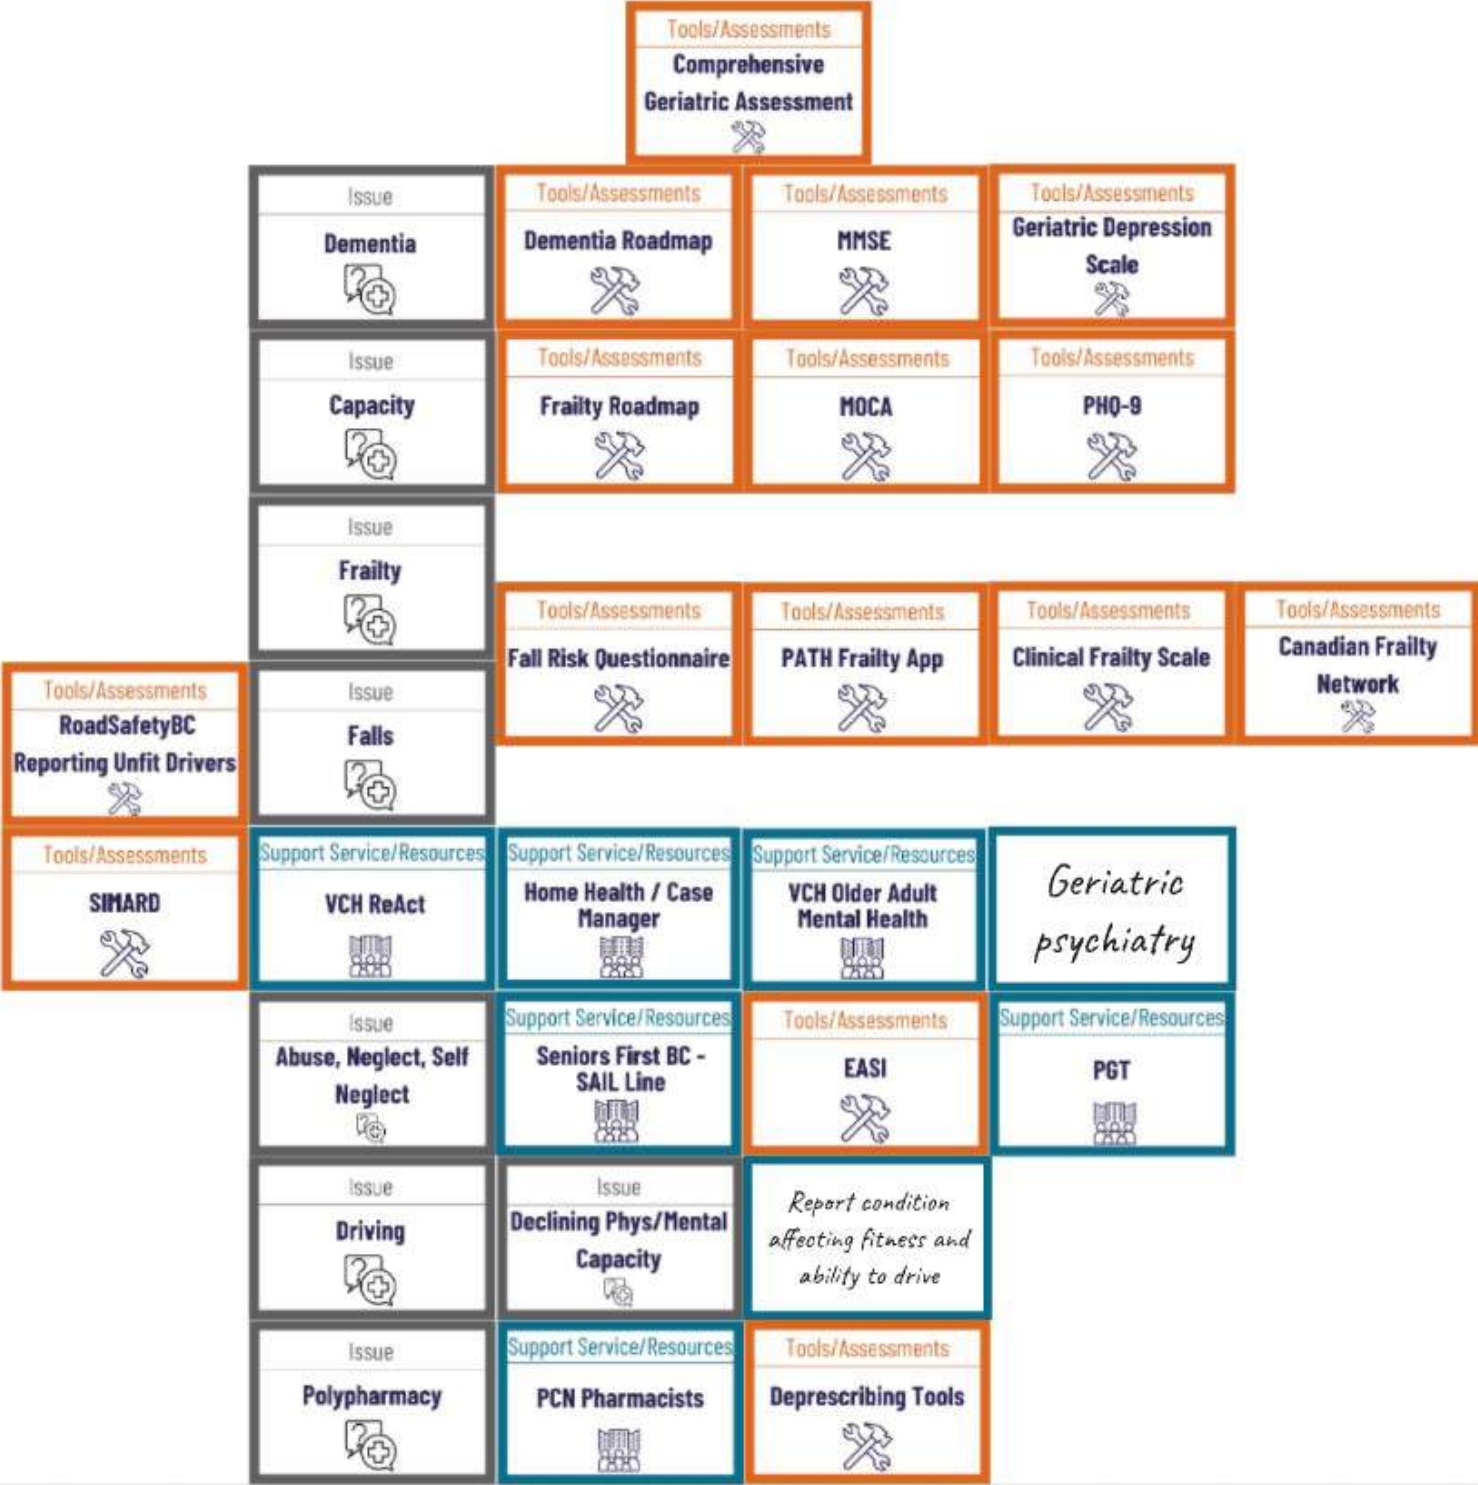 Tools/Assessments
Comprehensive
Geriatric Assessment
Issue
Dementia
Tools/Assessments
Dementia Roadmap
Tools/Assessments
MMSE
Tools/Assessments
Geriatric Depression
Scale
Issue
Capacity
Tools/Assessments
Frailty Roadmap
Tools/Assessments
MOCA
Tools/Assessments
PHQ-9
Issue
Frailty
Tools/Assessments
Fall Risk Questionnaire
Tools/Assessments
PATH Frailty App
Tools/Assessments
Clinical Frailty Scale
Tools/Assessments
Canadian Frailty
Network
Tools/Assessments
RoadSafetyBC
Reporting Unfit Drivers
Issue
Falls
Tools/Assessments
SIMARD
Support Service/Resources
VCH ReAct
Support Service/Resources
Home Health / Case
Manager
Support Service/Resources
VCH Older Adult
Mental Health
Geriatric
psychiatry
Issue
Abuse, Neglect, Self
Neglect
Support Service/Resources
Seniors First BC -
SAIL Line
Tools/Assessments
EASI
Support Service/Resources
PGT
Issue
Driving
Issue
Declining Phys/Mental
Capacity
Report condition
affecting fitness and
ability to drive
Issue
Polypharmacy
Support Service/Resources
PCN Pharmacists
Tools/Assessments
Deprescribing Tools